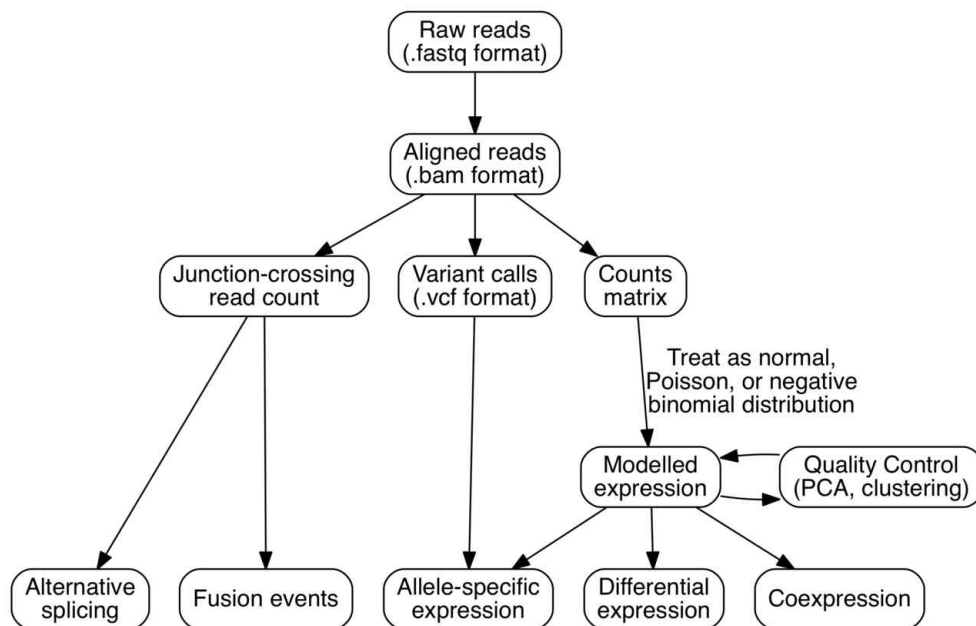 Raw reads
(.fastq format)
Aligned reads
(.bam format)
Junction-crossing
read count
Variant calls
(.vcf format)
Counts
matrix
Treat as normal,
Poisson, or negative
binomial distribution
Modelled
expression
Quality Control
(PCA, clustering)
Alternative
splicing
Fusion events
Allele-specific
expression
Differential
expression
Coexpression